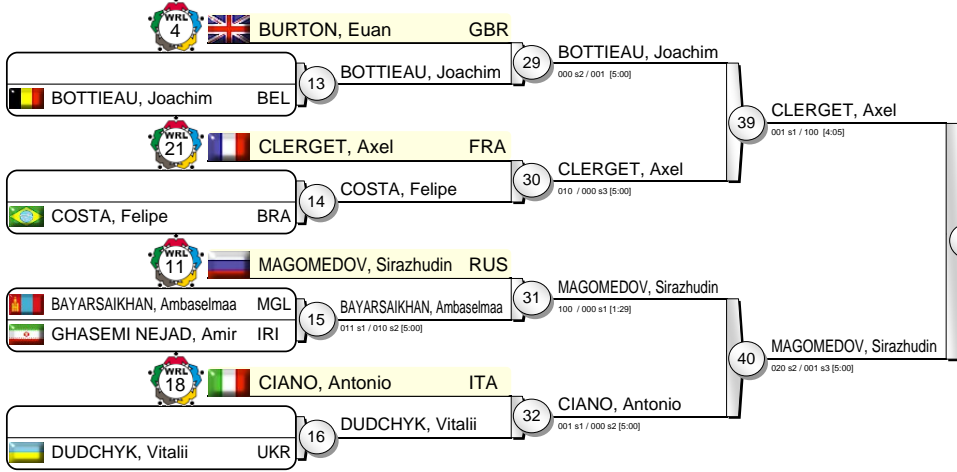 WRL
4
BURTON, Euan GBR
BOTTIEAU, Joachim BEL
13
BOTTIEAU, Joachim
29
BOTTIEAU, Joachim
000 s2 / 001 [5:00]
WRL
21
CLERGET, Axel FRA
COSTA, Felipe BRA
14
COSTA, Felipe
30
CLERGET, Axel
010 / 000 s3 [5:00]
39
CLERGET, Axel
001 s1 / 100 [4:05]
WRL
11
MAGOMEDOV, Sirazhudin RUS
BAYARSAIKHAN, Ambaselmaa MGL
GHASEMI NEJAD, Amir IRI
15
BAYARSAIKHAN, Ambaselmaa
011 s1 / 010 s2 [5:00]
31
MAGOMEDOV, Sirazhudin
100 / 000 s1 [1:29]
WRL
18
CIANO, Antonio ITA
DUDCHYK, Vitalii UKR
16
DUDCHYK, Vitalii
32
CIANO, Antonio
001 s1 / 000 s2 [5:00]
40
MAGOMEDOV, Sirazhudin
020 s2 / 001 s3 [5:00]